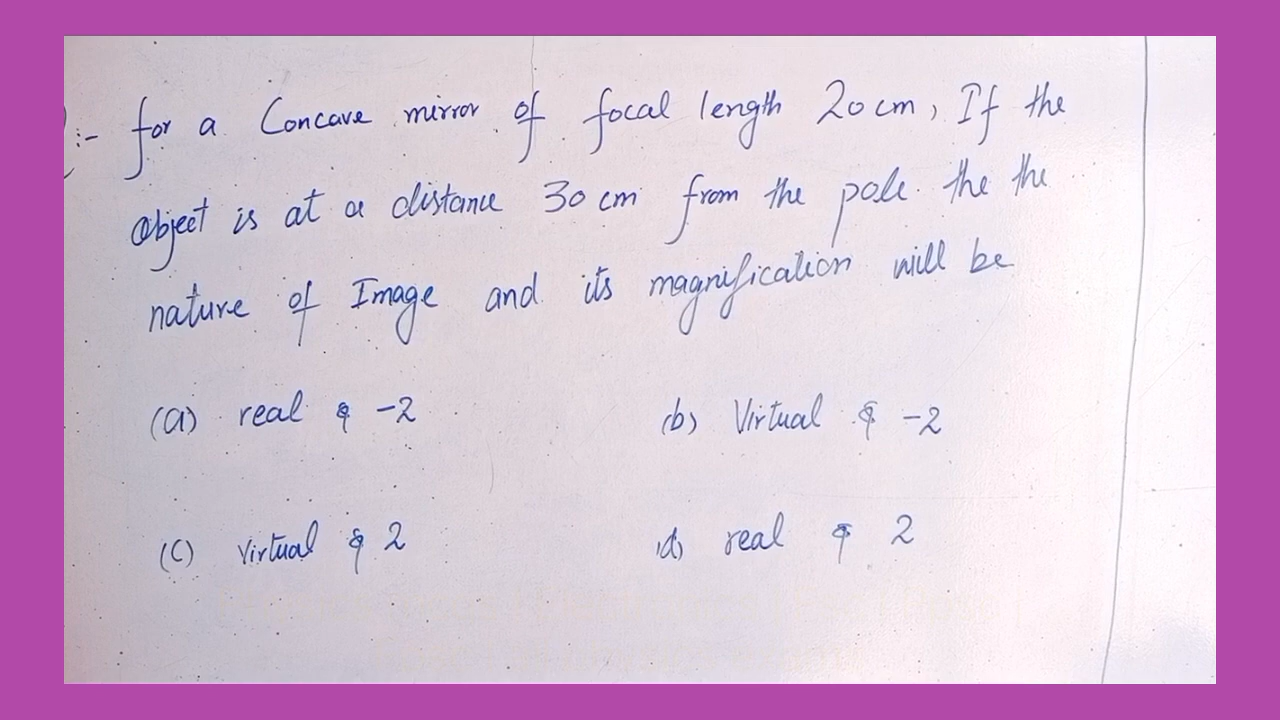 :- for a Concave mirror of focal length 20 cm, If the
Object is at a distance 30 cm from the pole the the
nature of Image and its magnification will be
(a) real & -2 (b) Virtual & -2
(c) Virtual & 2 (d) real & 2